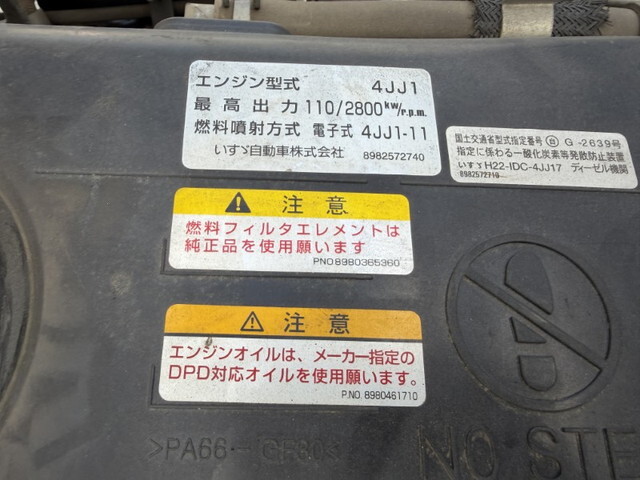 エンジン型式 4JJ1
最高出力 110/2800kw/r.p.m.
燃料噴射方式 電子式 4JJ1-11
いすゞ自動車株式会社 8982572740
国土交通省型式指定番号 G-2639号
指定に係わる一酸化炭素等発散防止装置
いすゞH22-IDC-4JJ17 ディーゼル機関
8982572710
注意
燃料フィルタエレメントは
純正品を使用願います
PNO.8980365360
注意
エンジンオイルは、メーカー指定の
DPD対応オイルを使用願います。
P.NO. 8980461710
>PA66-GF30<
NO STE